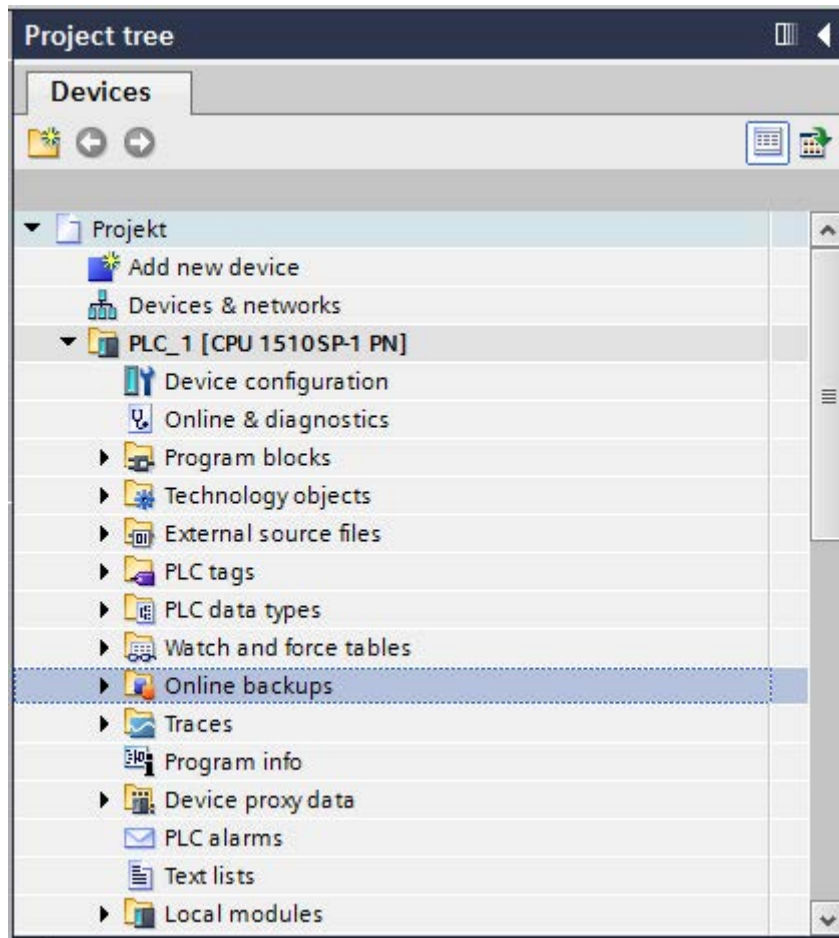 Project tree
Devices
Projekt
Add new device
Devices & networks
PLC_1 [CPU 1510SP-1 PN]
Device configuration
Online & diagnostics
Program blocks
Technology objects
External source files
PLC tags
PLC data types
Watch and force tables
Online backups
Traces
Program info
Device proxy data
PLC alarms
Text lists
Local modules